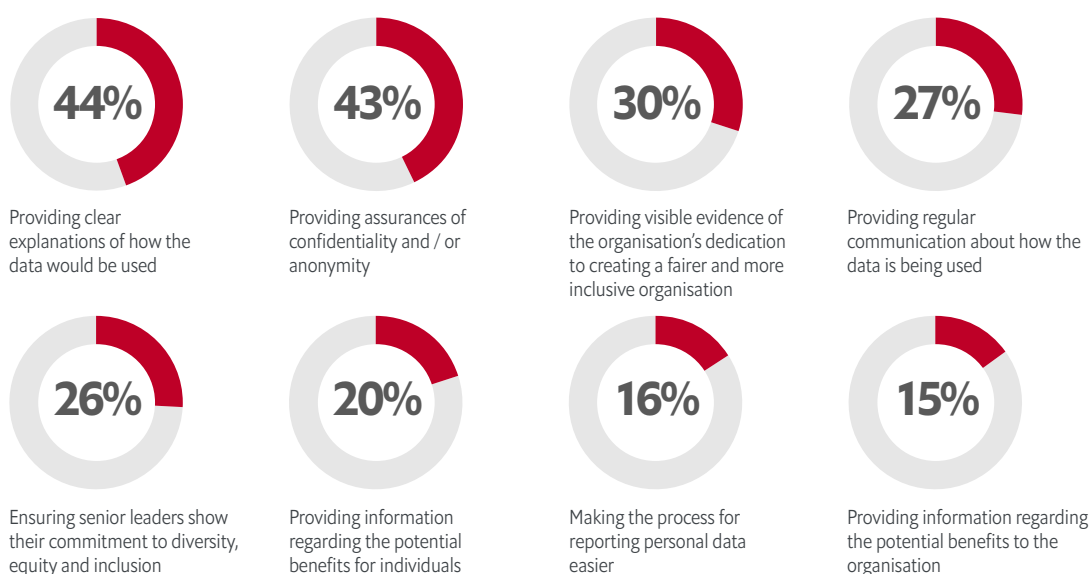 44%
Providing clear
explanations of how the
data would be used
43%
Providing assurances of
confidentiality and / or
anonymity
30%
Providing visible evidence of
the organisation's dedication
to creating a fairer and more
inclusive organisation
27%
Providing regular
communication about how the
data is being used
26%
Ensuring senior leaders show
their commitment to diversity,
equity and inclusion
20%
Providing information
regarding the potential
benefits for individuals
16%
Making the process for
reporting personal data
easier
15%
Providing information regarding
the potential benefits to the
organisation